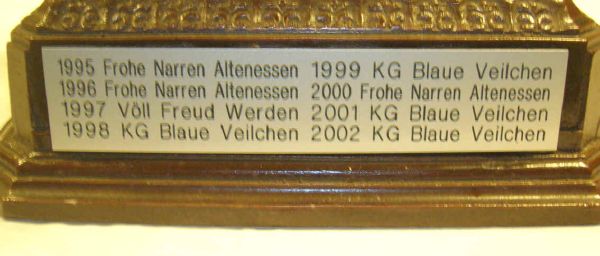 1995 Frohe Narren Altenessen
1996 Frohe Narren Altenessen
1997 Völl Freud Werden
1998 KG Blaue Veilchen
1999 KG Blaue Veilchen
2000 Frohe Narren Altenessen
2001 KG Blaue Veilchen
2002 KG Blaue Veilchen